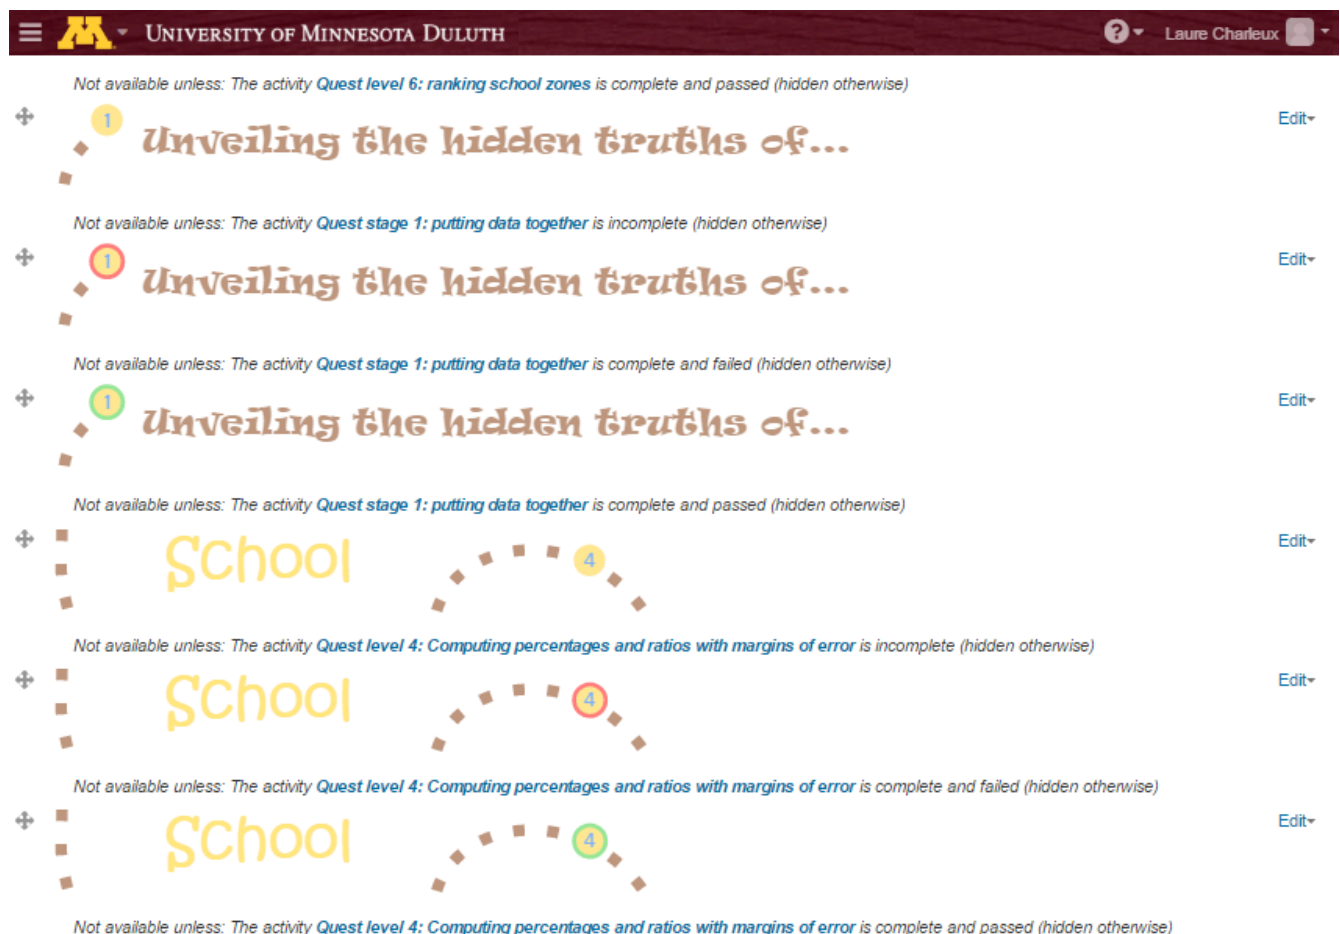 M UNIVERSITY OF MINNESOTA DULUTH ? Laure Charleux
Not available unless: The activity Quest level 6: ranking school zones is complete and passed (hidden otherwise)
1 Unveiling the hidden truths of... Edit
Not available unless: The activity Quest stage 1: putting data together is incomplete (hidden otherwise)
1 Unveiling the hidden truths of... Edit
Not available unless: The activity Quest stage 1: putting data together is complete and failed (hidden otherwise)
1 Unveiling the hidden truths of... Edit
Not available unless: The activity Quest stage 1: putting data together is complete and passed (hidden otherwise)
School 4 Edit
Not available unless: The activity Quest level 4: Computing percentages and ratios with margins of error is incomplete (hidden otherwise)
School 4 Edit
Not available unless: The activity Quest level 4: Computing percentages and ratios with margins of error is complete and failed (hidden otherwise)
School 4 Edit
Not available unless: The activity Quest level 4: Computing percentages and ratios with margins of error is complete and passed (hidden otherwise)